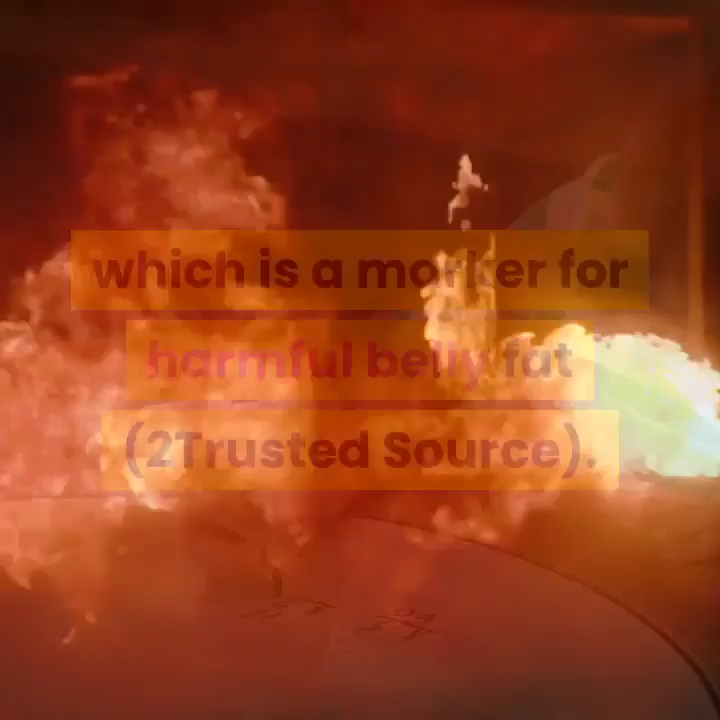 which is a marker for
harmful belly fat
(2Trusted Source).